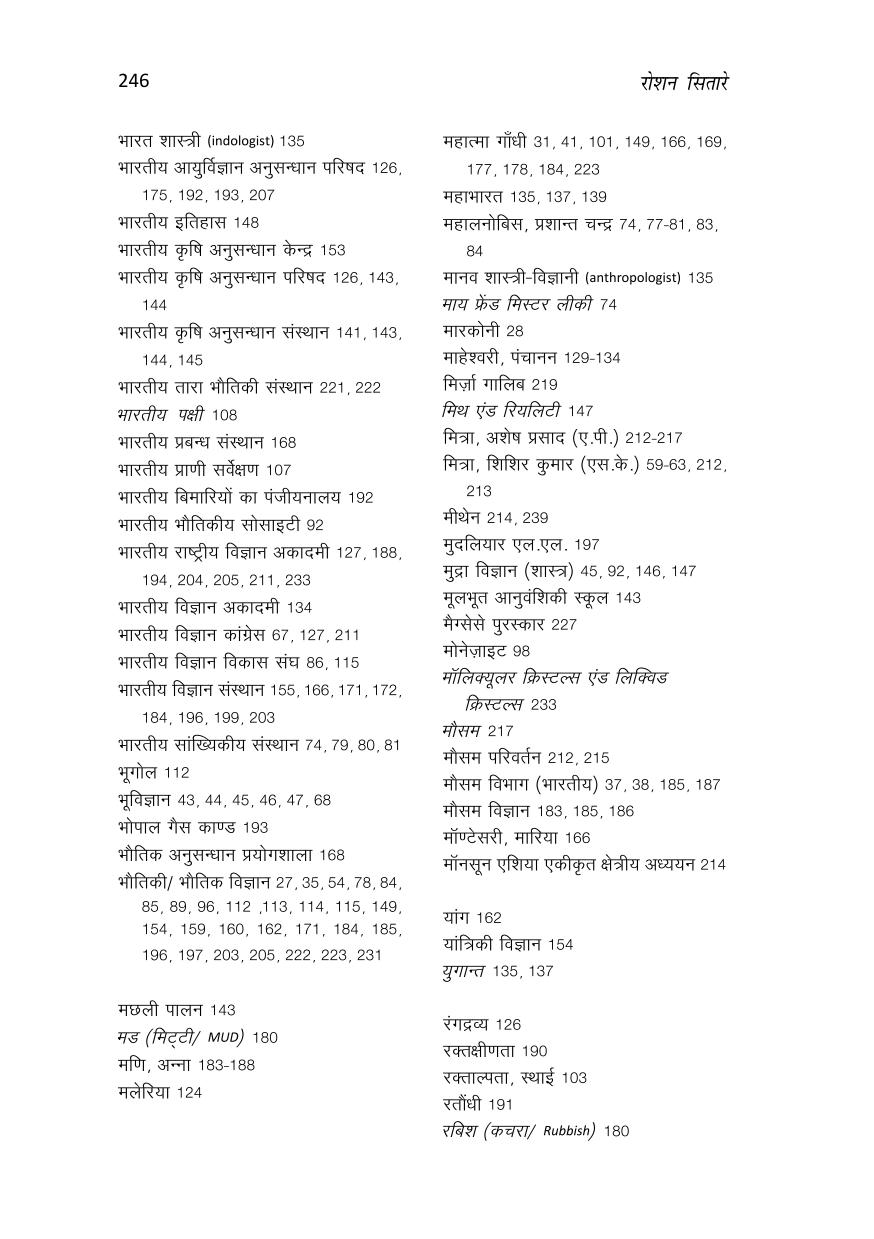 246
रोशन सितारे
भारत शास्त्री (indologist) 135
भारतीय आयुर्विज्ञान अनुसन्धान परिषद 126,
175, 192, 193, 207
भारतीय इतिहास 148
भारतीय कृषि अनुसन्धान केन्द्र 153
भारतीय कृषि अनुसन्धान परिषद 126, 143,
144
भारतीय कृषि अनुसन्धान संस्थान 141, 143,
144, 145
भारतीय तारा भौतिकी संस्थान 221, 222
भारतीय पक्षी 108
भारतीय प्रबन्ध संस्थान 168
भारतीय प्राणी सर्वेक्षण 107
भारतीय बिमारियों का पंजीयनालय 192
भारतीय भौतिकीय सोसाइटी 92
भारतीय राष्ट्रीय विज्ञान अकादमी 127, 188,
194, 204, 205, 211, 233
भारतीय विज्ञान अकादमी 134
भारतीय विज्ञान कांग्रेस 67, 127, 211
भारतीय विज्ञान विकास संघ 86, 115
भारतीय विज्ञान संस्थान 155, 166, 171, 172,
184, 196, 199, 203
भारतीय सांख्यिकीय संस्थान 74, 79, 80, 81
भूगोल 112
भूविज्ञान 43, 44, 45, 46, 47, 68
भोपाल गैस काण्ड 193
भौतिक अनुसन्धान प्रयोगशाला 168
भौतिकी/ भौतिक विज्ञान 27, 35, 54, 78, 84,
85, 89, 96, 112 ,113, 114, 115, 149,
154, 159, 160, 162, 171, 184, 185,
196, 197, 203, 205, 222, 223, 231
मछली पालन 143
मड (मिट्टी/ MUD) 180
मणि, अन्ना 183-188
मलेरिया 124
महात्मा गाँधी 31, 41, 101, 149, 166, 169,
177, 178, 184, 223
महाभारत 135, 137, 139
महालनोबिस, प्रशान्त चन्द्र 74, 77-81, 83,
84
मानव शास्त्री-विज्ञानी (anthropologist) 135
माय फ्रेंड मिस्टर लीकी 74
मारकोनी 28
माहेश्वरी, पंचानन 129-134
मिर्ज़ा गालिब 219
मिथ एंड रियलिटी 147
मित्रा, अशेष प्रसाद (ए.पी.) 212-217
मित्रा, शिशिर कुमार (एस.के.) 59-63, 212,
213
मीथेन 214, 239
मुदलियार एल.एल. 197
मुद्रा विज्ञान (शास्त्र) 45, 92, 146, 147
मूलभूत आनुवंशिकी स्कूल 143
मैग्सेसे पुरस्कार 227
मोनेज़ाइट 98
मॉलिक्यूलर क्रिस्टल्स एंड लिक्विड
क्रिस्टल्स 233
मौसम 217
मौसम परिवर्तन 212, 215
मौसम विभाग (भारतीय) 37, 38, 185, 187
मौसम विज्ञान 183, 185, 186
मॉण्टेसरी, मारिया 166
मॉनसून एशिया एकीकृत क्षेत्रीय अध्ययन 214
यांग 162
यांत्रिकी विज्ञान 154
युगान्त 135, 137
रंगद्रव्य 126
रक्तक्षीणता 190
रक्ताल्पता, स्थाई 103
रतौंधी 191
रबिश (कचरा/ Rubbish) 180